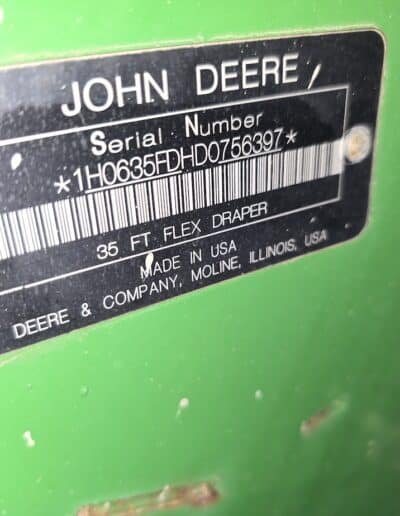 JOHN DEERE
Serial Number
*1H0635FDHD0756397*
35 FT FLEX DRAPER
MADE IN USA
DEERE & COMPANY, MOLINE, ILLINOIS, USA